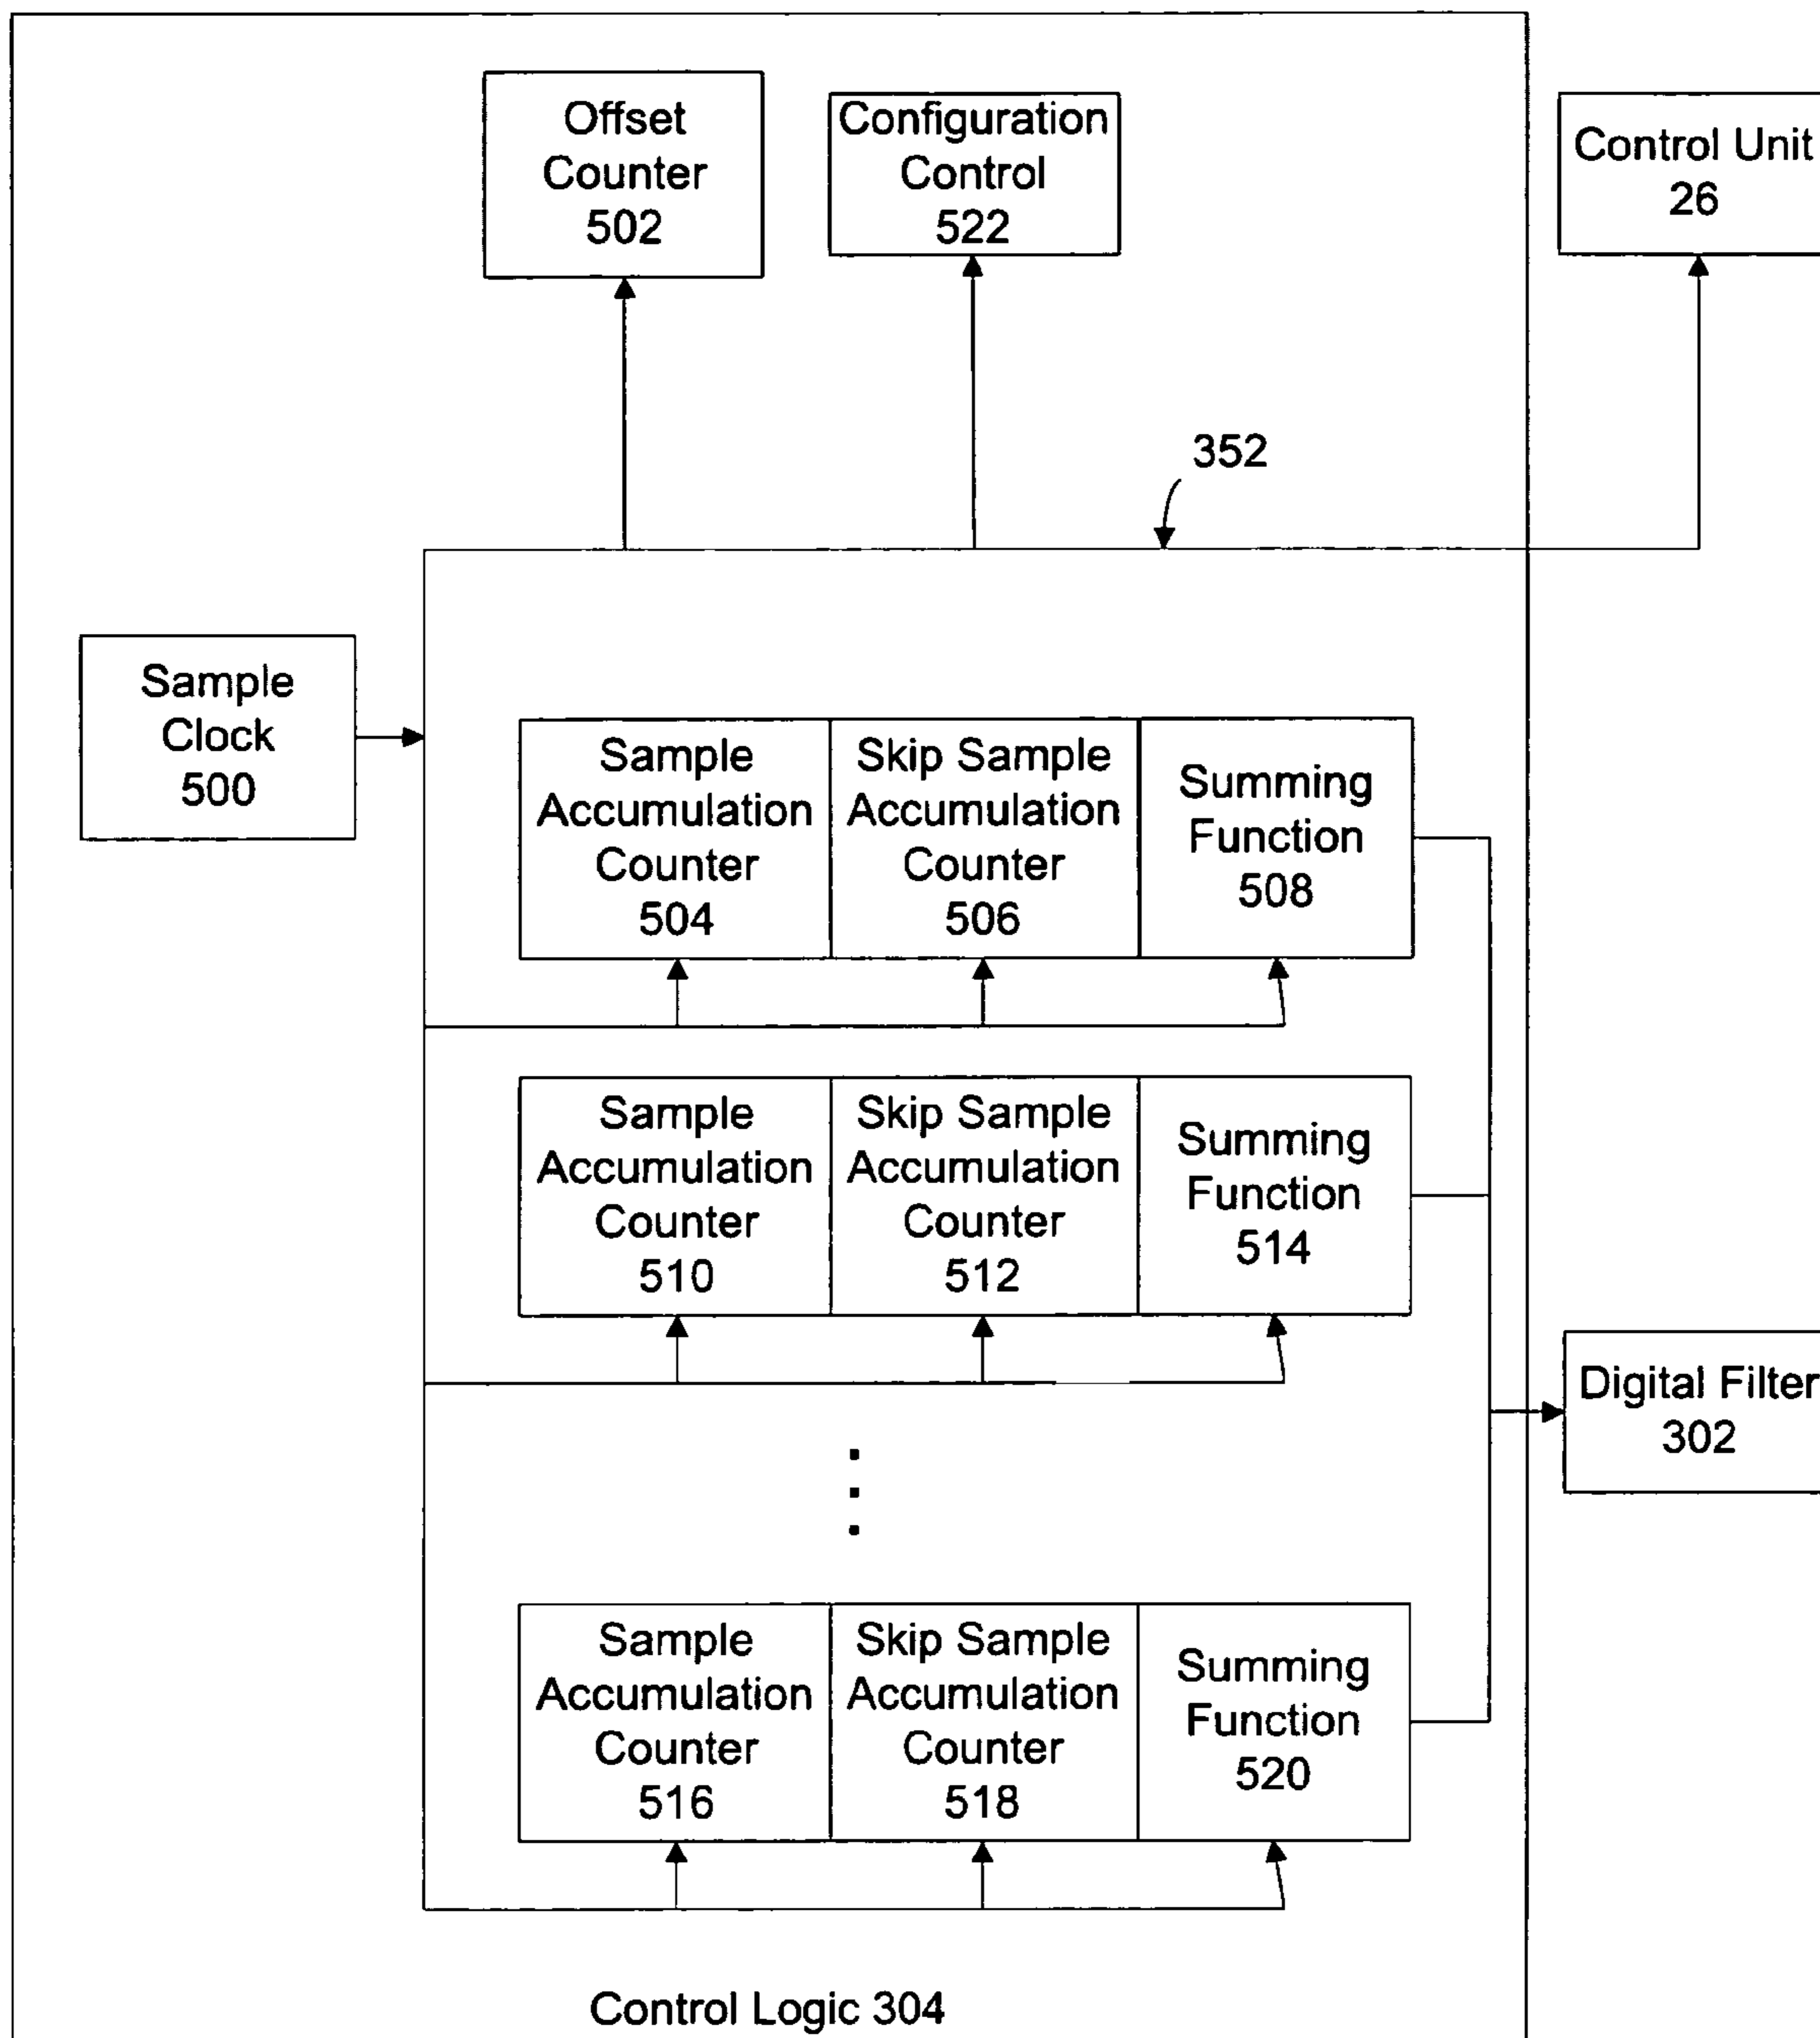 Offset
Counter
502
Configuration
Control
522
Control Unit
26
352
Sample
Clock
500
Sample
Accumulation
Counter
504
Skip Sample
Accumulation
Counter
506
Summing
Function
508
Sample
Accumulation
Counter
510
Skip Sample
Accumulation
Counter
512
Summing
Function
514
Digital Filter
302
Sample
Accumulation
Counter
516
Skip Sample
Accumulation
Counter
518
Summing
Function
520
Control Logic 304